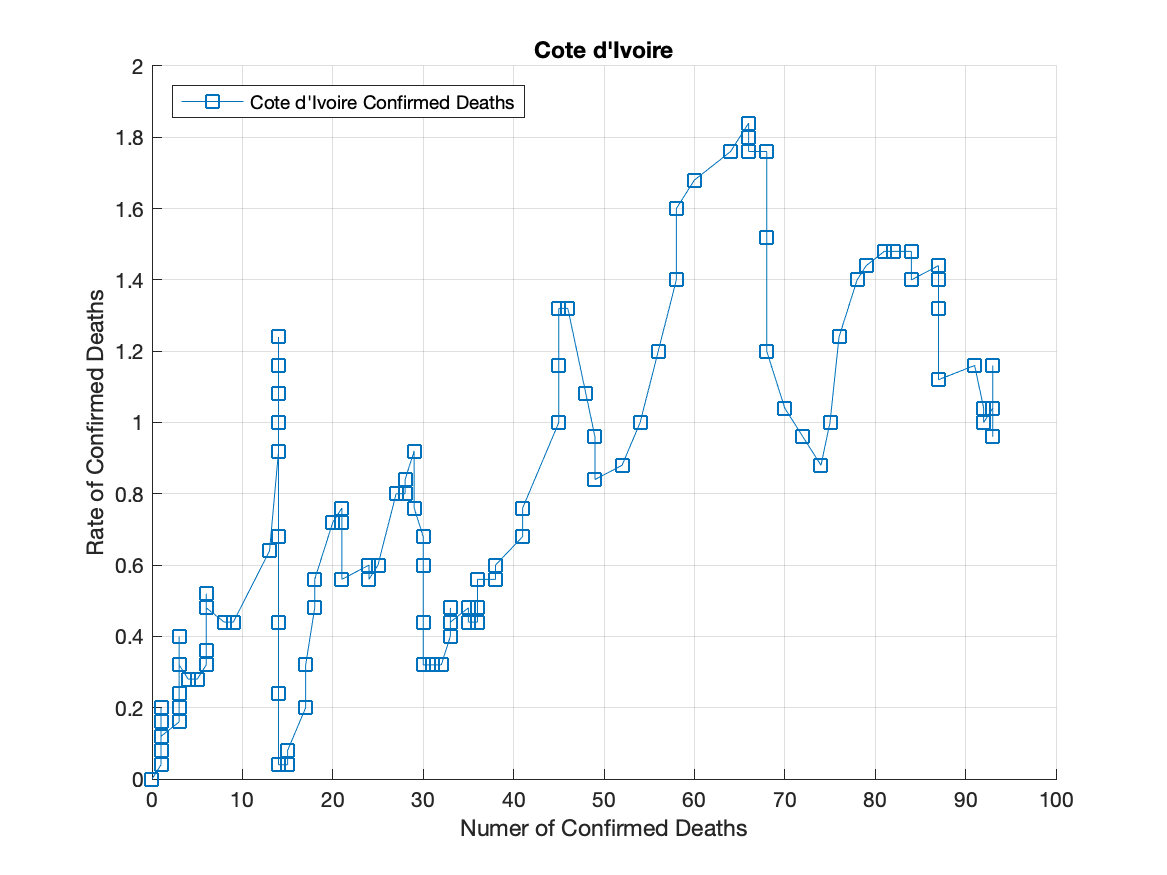 Cote d'Ivoire
Cote d'Ivoire Confirmed Deaths
Rate of Confirmed Deaths
2
1.8
1.6
1.4
1.2
1
0.8
0.6
0.4
0.2
0
0 10 20 30 40 50 60 70 80 90 100
Numer of Confirmed Deaths